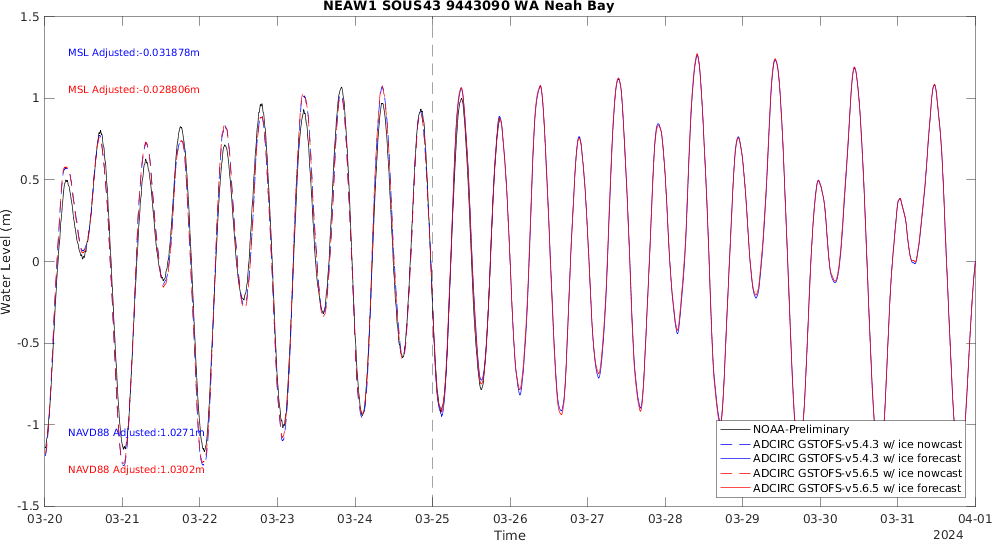 NEAW1 SOUS43 9443090 WA Neah Bay
1.5
1
0.5
0
-0.5
-1
-1.5
Water Level (m)
MSL Adjusted:-0.031878m
MSL Adjusted:-0.028806m
NAVD88 Adjusted:1.0271m
NAVD88 Adjusted:1.0302m
NOAA-Preliminary
ADCIRC GSTOFS-v5.4.3 w/ ice nowcast
ADCIRC GSTOFS-v5.4.3 w/ ice forecast
ADCIRC GSTOFS-v5.6.5 w/ ice nowcast
ADCIRC GSTOFS-v5.6.5 w/ ice forecast
03-20 03-21 03-22 03-23 03-24 03-25 03-26 03-27 03-28 03-29 03-30 03-31 04-01
Time
2024